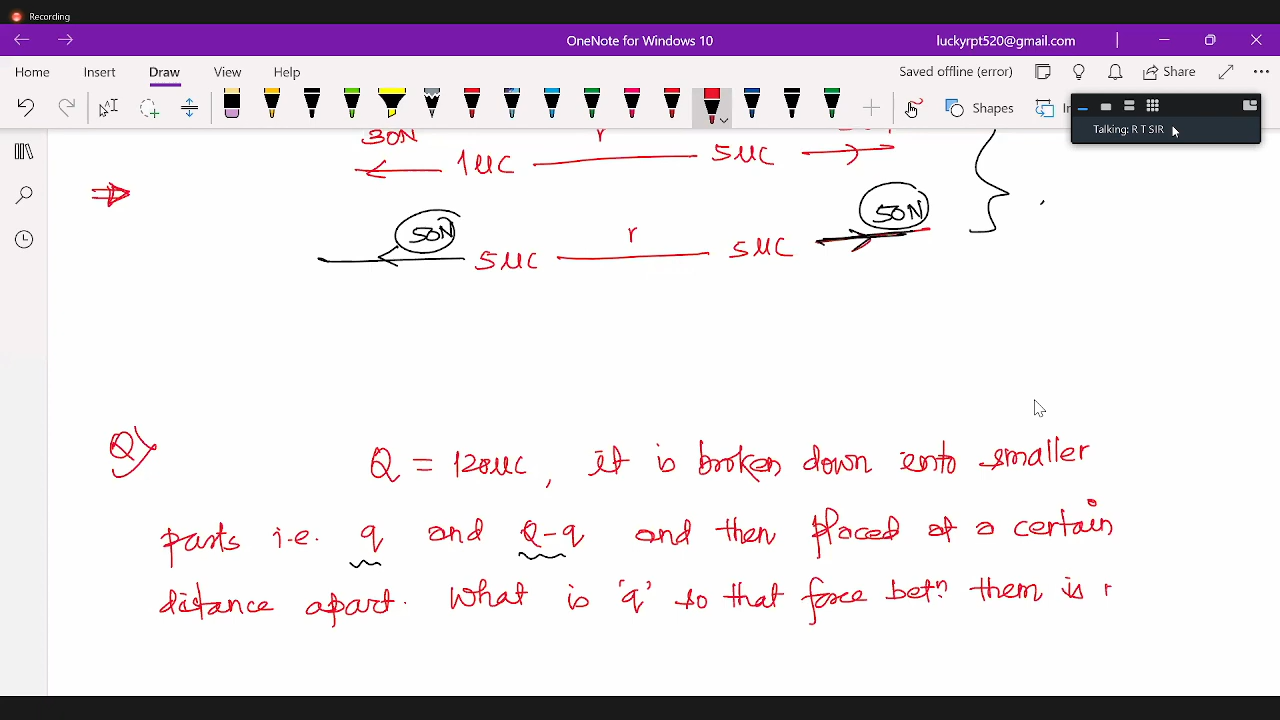 Recording
OneNote for Windows 10
luckyrpt520@gmail.com
Home Insert Draw View Help
Saved offline (error)
Share
Shapes
Talking: R T SIR
30N
r
1μC 5μC
50N 50N
r
5μC 5μC
Q)
Q = 120μC, it is broken down into smaller
parts i.e. q and Q-q and then placed at a certain
distance apart. What is 'q' so that force betn them is